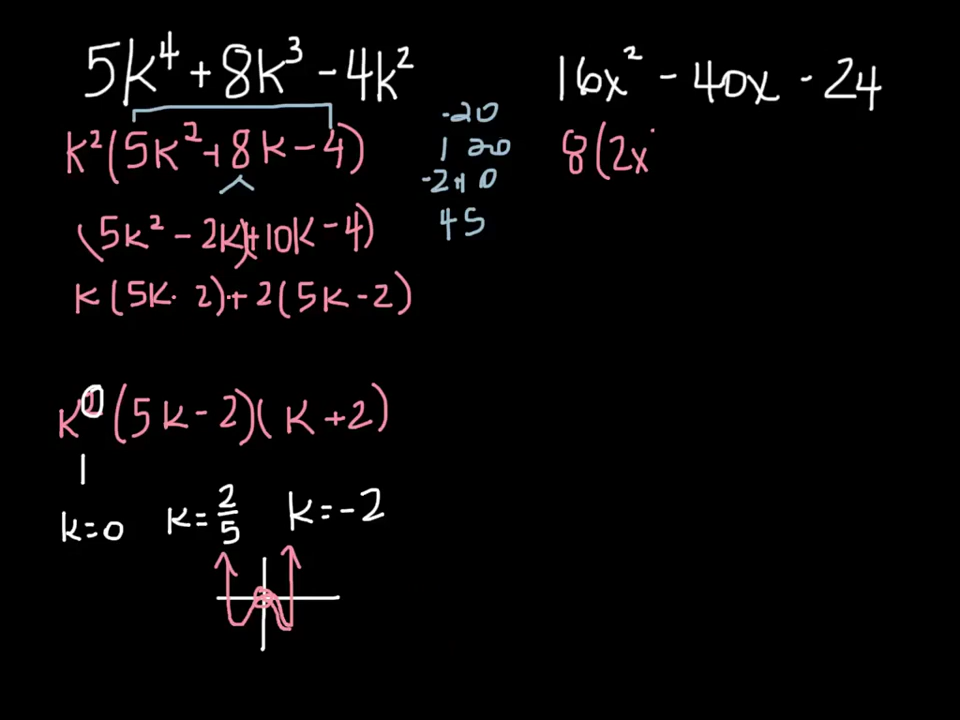 5k⁴ + 8k³ - 4k²
k²(5k² + 8k - 4)
(5k² - 2k)+10k - 4)
k(5k - 2) + 2(5k - 2)
(5k - 2)(k + 2)
1
k=0 k=2/5 k=-2
-20
1 20
-2+10
4 5
16x² - 40x - 24
8(2x